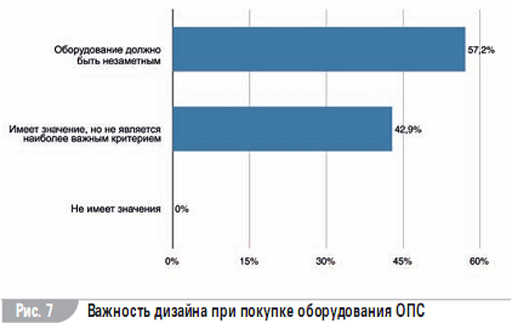 Оборудование должно
быть незаметным
57,2%
Имеет значение, но не является
наиболее важным критерием
42,9%
Не имеет значения
0%
0%
15%
30%
45%
60%
Рис. 7
Важность дизайна при покупке оборудования ОПС